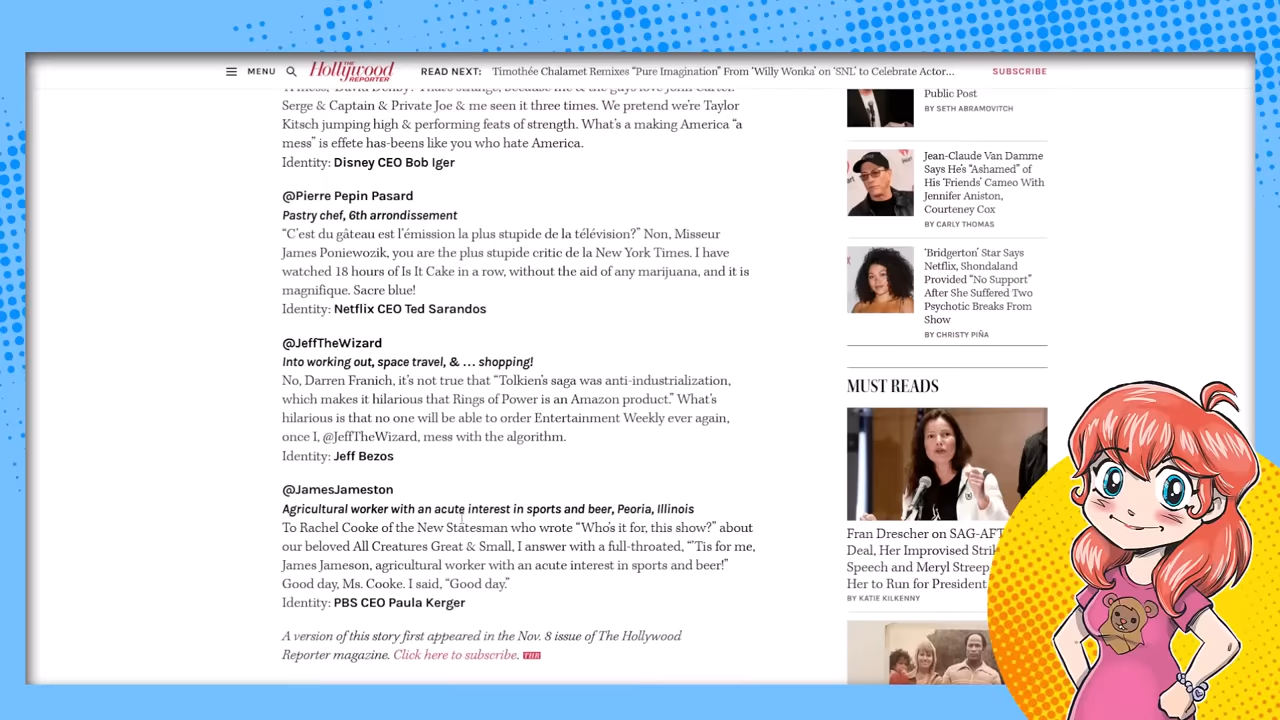 MENU
THE
Hollywood
REPORTER
READ NEXT: Timothée Chalamet Remixes “Pure Imagination” From ‘Willy Wonka’ on ‘SNL’ to Celebrate Actor...
SUBSCRIBE
Serge & Captain & Private Joe & me seen it three times. We pretend we’re Taylor
Kitsch jumping high & performing feats of strength. What’s a making America “a
mess” is effete has-beens like you who hate America.
Identity: Disney CEO Bob Iger
@Pierre Pepin Pasard
Pastry chef, 6th arrondissement
“C’est du gâteau est l’émission la plus stupide de la télévision?” Non, Misseur
James Poniewozik, you are the plus stupide critic de la New York Times. I have
watched 18 hours of Is It Cake in a row, without the aid of any marijuana, and it is
magnifique. Sacre blue!
Identity: Netflix CEO Ted Sarandos
@JeffTheWizard
Into working out, space travel, & … shopping!
No, Darren Franich, it’s not true that “Tolkien’s saga was anti-industrialization,
which makes it hilarious that Rings of Power is an Amazon product.” What’s
hilarious is that no one will be able to order Entertainment Weekly ever again,
once I, @JeffTheWizard, mess with the algorithm.
Identity: Jeff Bezos
@JamesJameston
Agricultural worker with an acute interest in sports and beer, Peoria, Illinois
To Rachel Cooke of the New Statesman who wrote “Who’s it for, this show?” about
our beloved All Creatures Great & Small, I answer with a full-throated, “’Tis for me,
James Jameson, agricultural worker with an acute interest in sports and beer!”
Good day, Ms. Cooke. I said, “Good day.”
Identity: PBS CEO Paula Kerger
A version of this story first appeared in the Nov. 8 issue of The Hollywood
Reporter magazine. Click here to subscribe. THR
Public Post
BY SETH ABRAMOVITCH
Jean-Claude Van Damme
Says He’s “Ashamed” of
His ‘Friends’ Cameo With
Jennifer Aniston,
Courteney Cox
BY CARLY THOMAS
‘Bridgerton’ Star Says
Netflix, Shondaland
Provided “No Support”
After She Suffered Two
Psychotic Breaks From
Show
BY CHRISTY PIÑA
MUST READS
Fran Drescher on SAG-AFT
Deal, Her Improvised Stri
Speech and Meryl Streep
Her to Run for President
BY KATIE KILKENNY